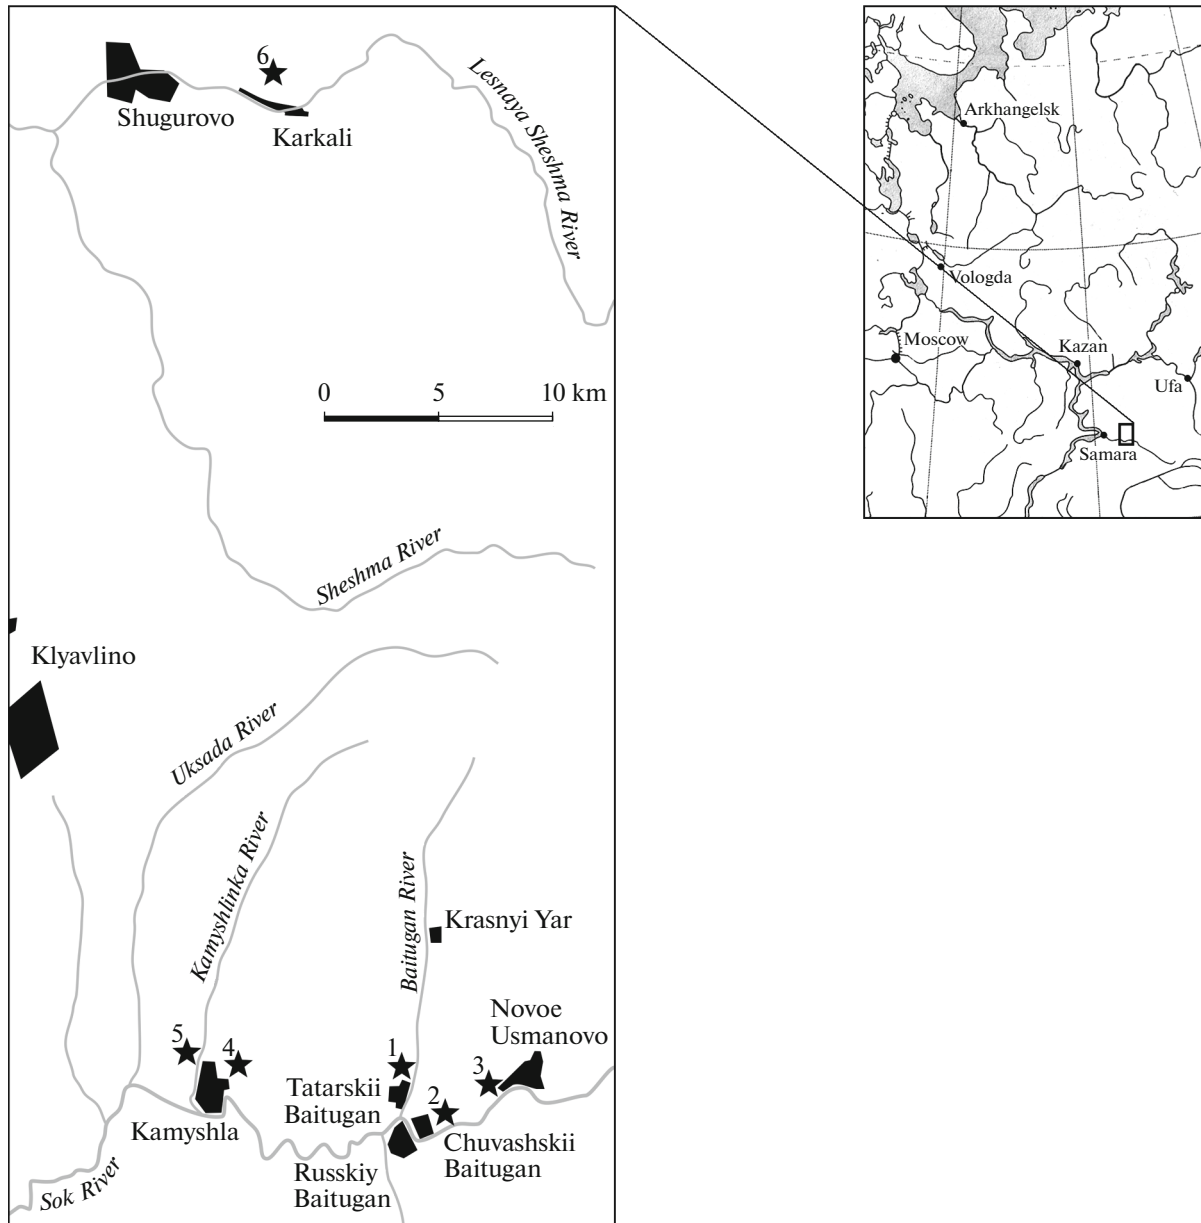 6
Shugurovo
Karkali
Lesnaya Sheshma River
0 5 10 km
Sheshma River
Klyavlino
Uksada River
Kamyshlinka River
Baitugan River
Krasnyi Yar
Novoe
Usmanovo
5
4
1
3
2
Tatarskii
Baitugan
Kamyshla
Chuvashskii
Baitugan
Russkiy
Baitugan
Sok River
Arkhangelsk
Vologda
Moscow
Kazan
Ufa
Samara